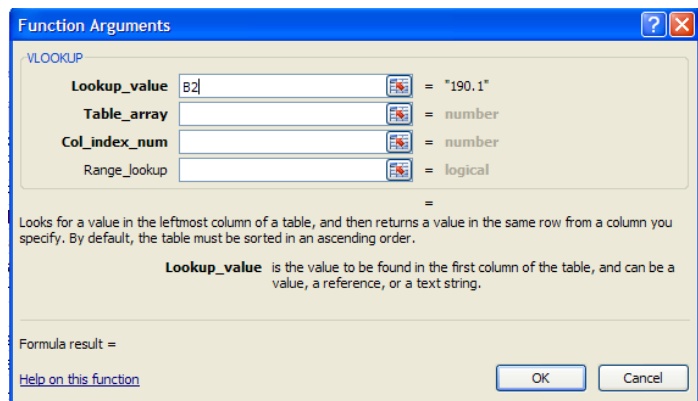 Function Arguments
VLOOKUP
Lookup_value B2 = "190.1"
Table_array = number
Col_index_num = number
Range_lookup = logical
=
Looks for a value in the leftmost column of a table, and then returns a value in the same row from a column you
specify. By default, the table must be sorted in an ascending order.
Lookup_value is the value to be found in the first column of the table, and can be a
value, a reference, or a text string.
Formula result =
Help on this function
OK Cancel